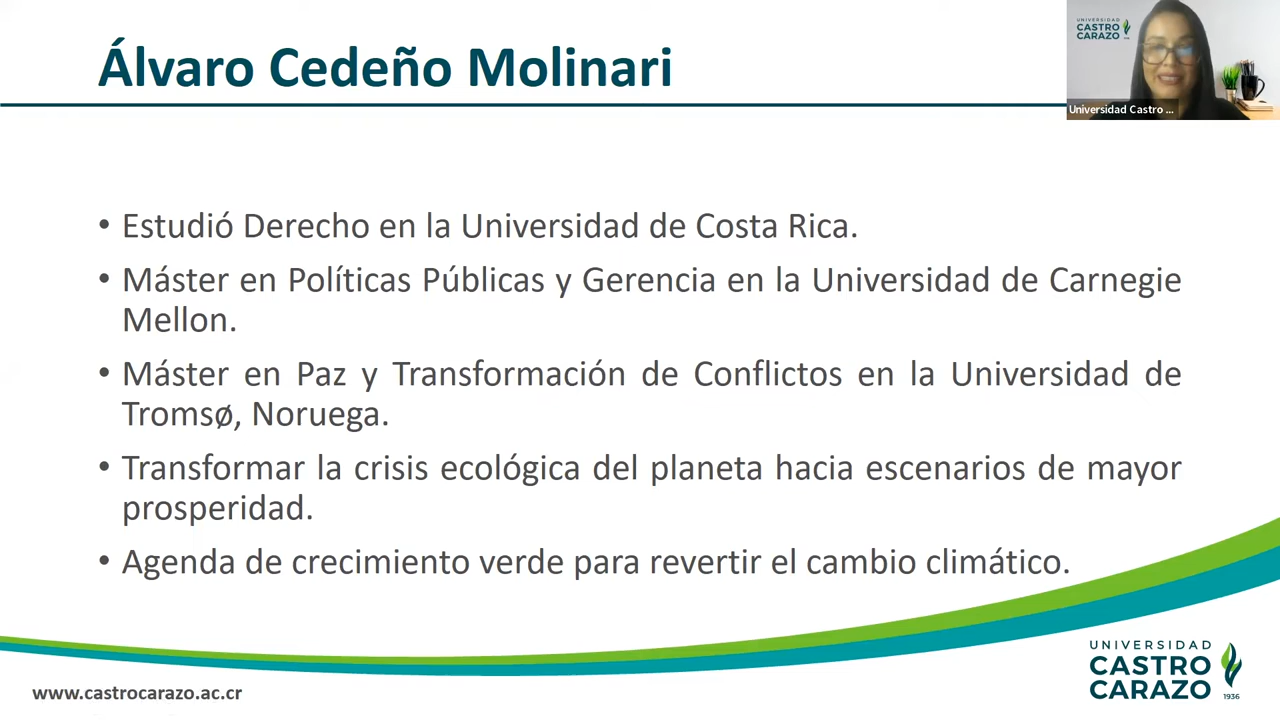 Álvaro Cedeño Molinari
UNIVERSIDAD
CASTRO
CARAZO
Universidad Castro ...
• Estudió Derecho en la Universidad de Costa Rica.
• Máster en Políticas Públicas y Gerencia en la Universidad de Carnegie
Mellon.
• Máster en Paz y Transformación de Conflictos en la Universidad de
Tromsø, Noruega.
• Transformar la crisis ecológica del planeta hacia escenarios de mayor
prosperidad.
• Agenda de crecimiento verde para revertir el cambio climático.
www.castrocarazo.ac.cr
UNIVERSIDAD
CASTRO
CARAZO
1936